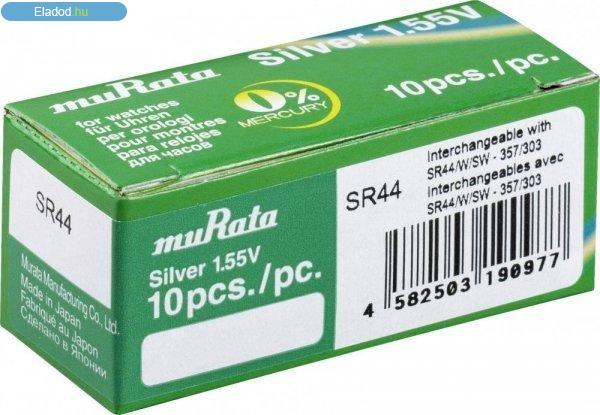 Eladod.hu
muRata
Silver 1.55V
10pcs./pc.
for watches
für Uhren
per orologi
pour montres
para relojes
для часов
0%
MERCURY
SR44
Murata Manufacturing Co., Ltd.
Made in Japan
Fabriqué au Japon
Сделано в Японии
muRata
Silver 1.55V
10pcs./pc.
SR44
Interchangeable with
SR44/W/SW - 357/303
Interchangeables avec
SR44/W/SW - 357/303
4 582503 190977